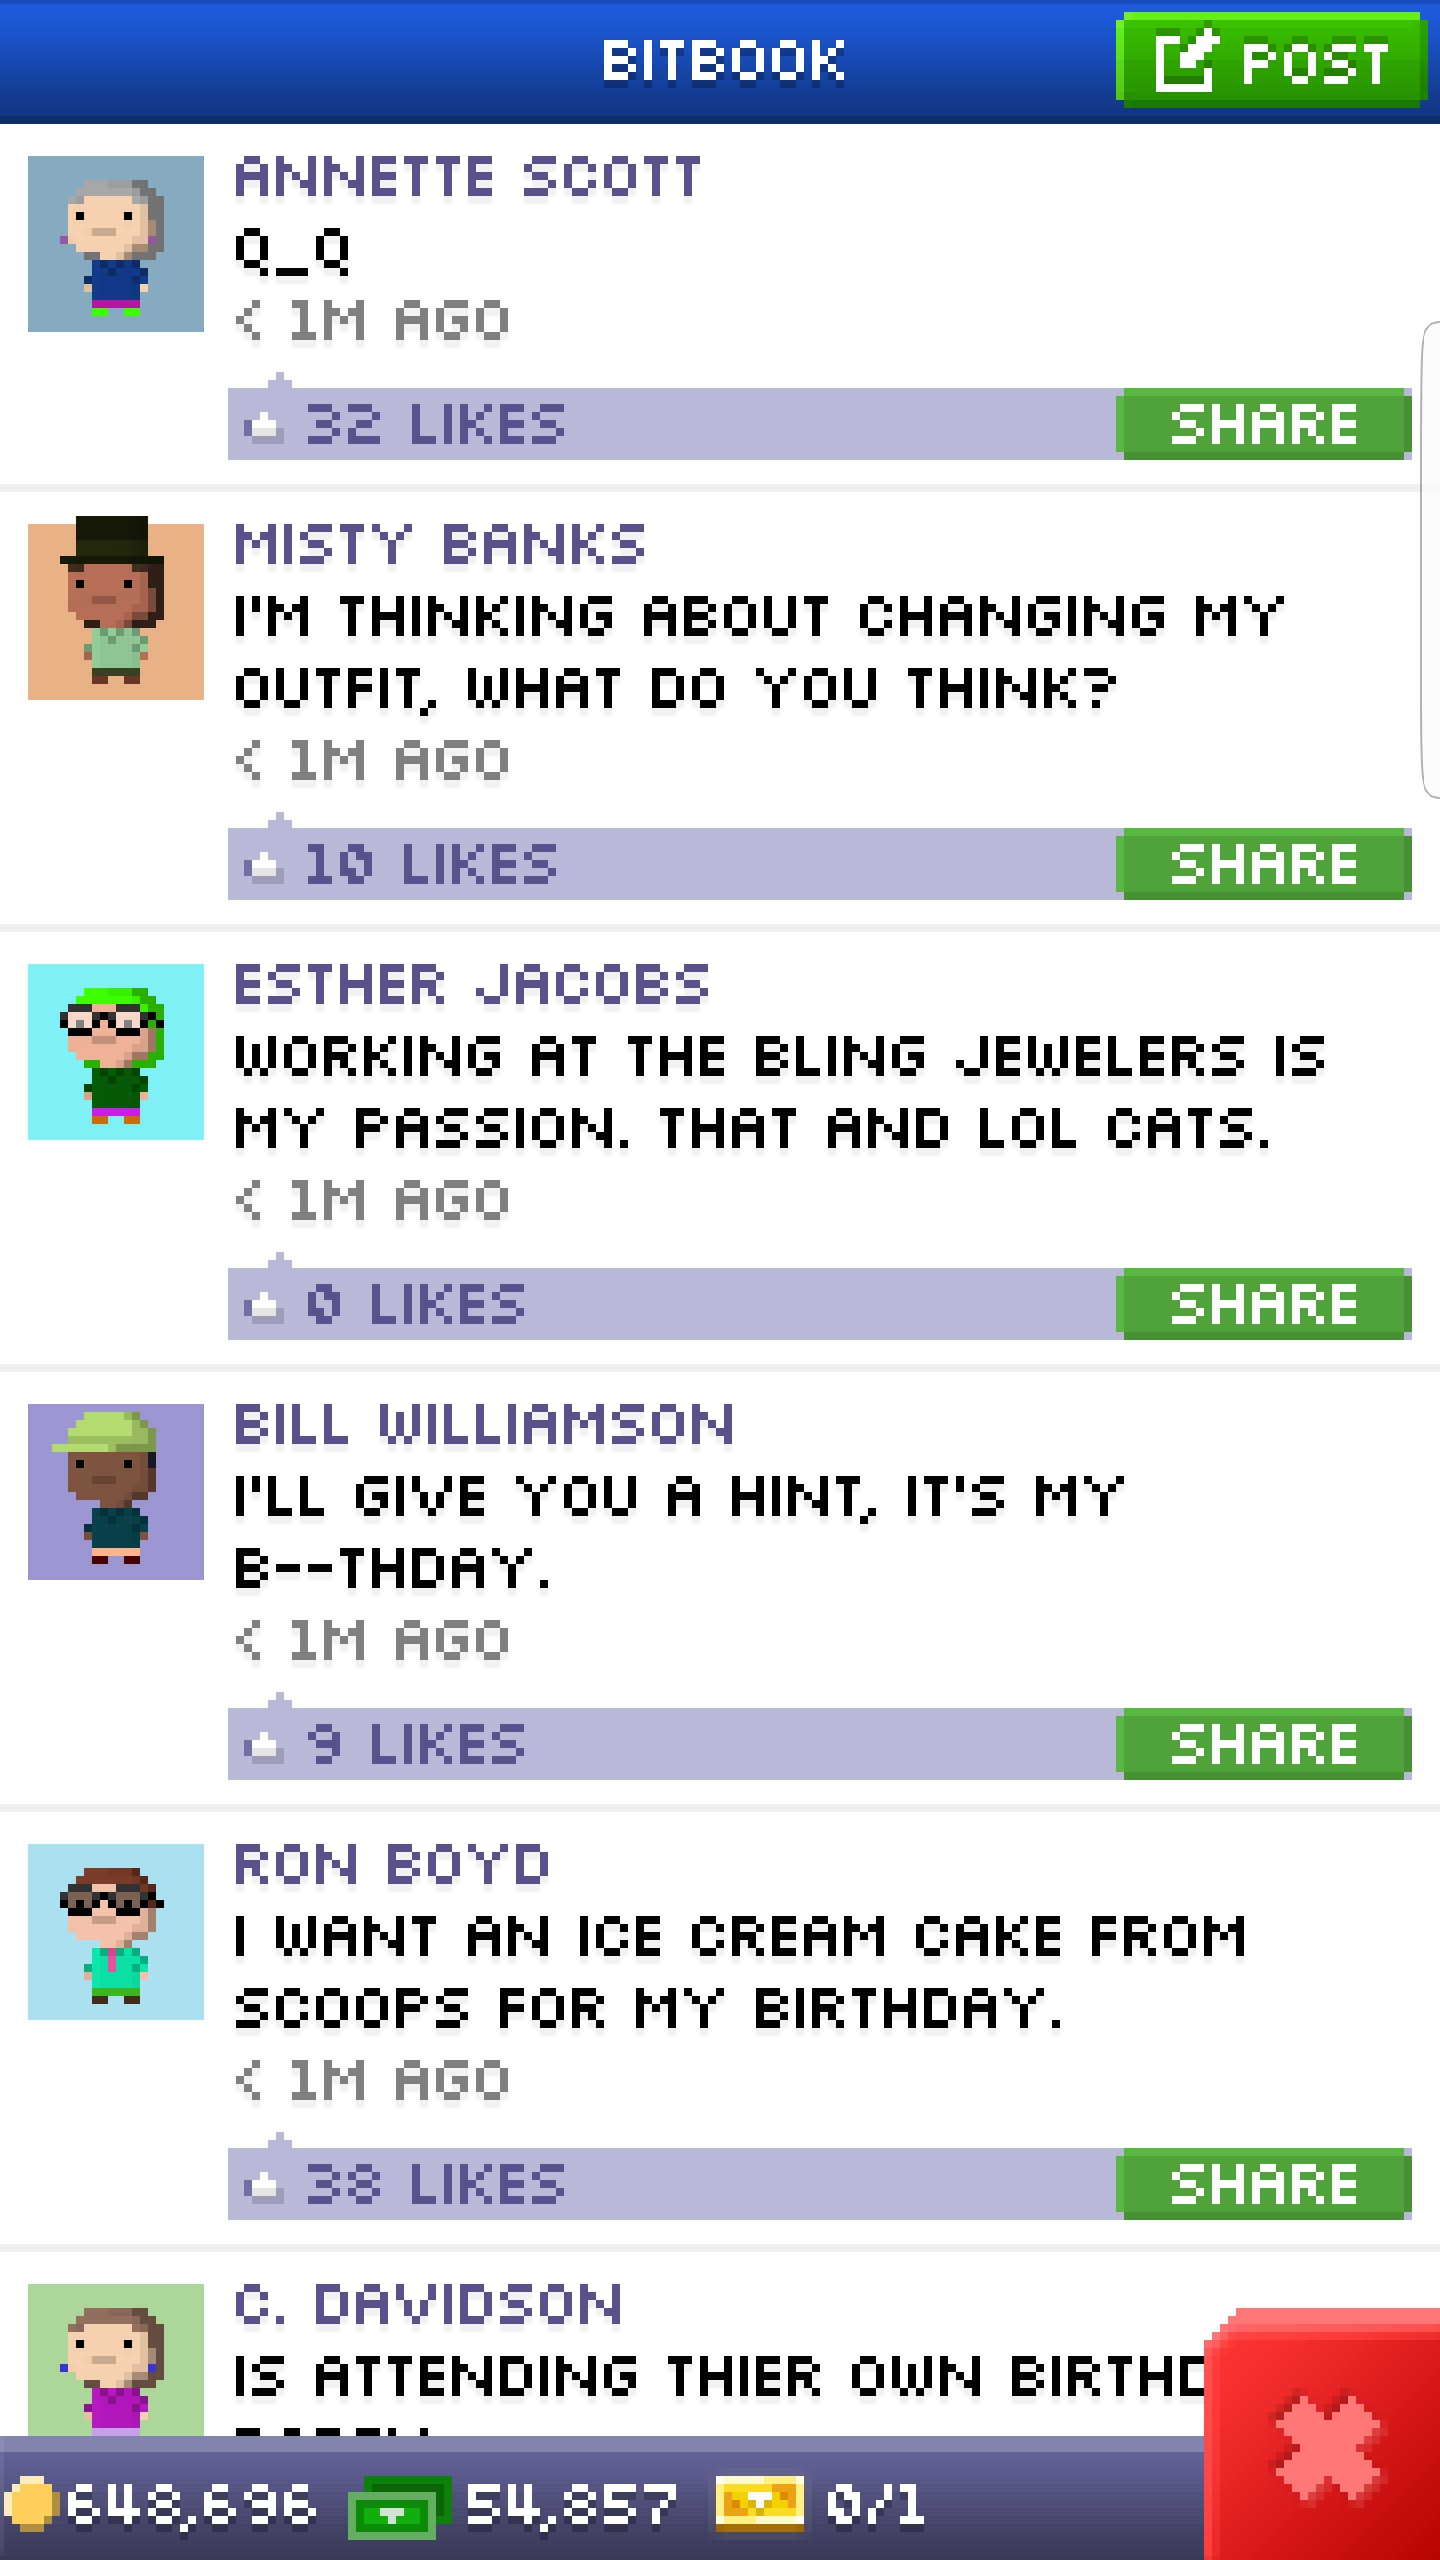 BITBOOK
POST
ANNETTE SCOTT
Q_Q
< 1M AGO
32 LIKES
SHARE
MISTY BANKS
I'M THINKING ABOUT CHANGING MY
OUTFIT, WHAT DO YOU THINK?
< 1M AGO
10 LIKES
SHARE
ESTHER JACOBS
WORKING AT THE BLING JEWELERS IS
MY PASSION. THAT AND LOL CATS.
< 1M AGO
0 LIKES
SHARE
BILL WILLIAMSON
I'LL GIVE YOU A HINT, IT'S MY
B--THDAY.
< 1M AGO
9 LIKES
SHARE
RON BOYD
I WANT AN ICE CREAM CAKE FROM
SCOOPS FOR MY BIRTHDAY.
< 1M AGO
38 LIKES
SHARE
C. DAVIDSON
IS ATTENDING THIER OWN
648,696 54,857 0/1